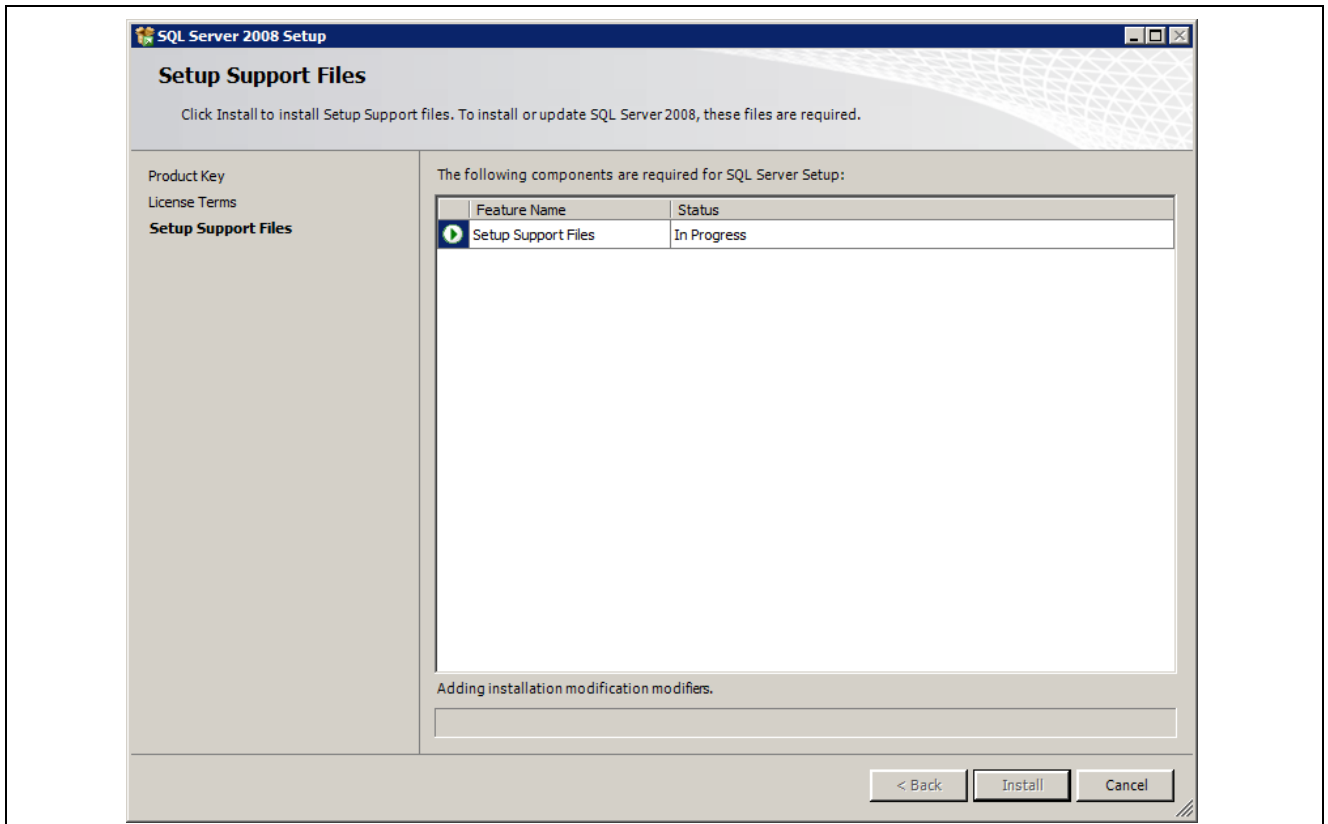 SQL Server 2008 Setup
Setup Support Files
Click Install to install Setup Support files. To install or update SQL Server 2008, these files are required.
Product Key
License Terms
Setup Support Files
The following components are required for SQL Server Setup:
Feature Name Status
Setup Support Files In Progress
Adding installation modification modifiers.
< Back Install Cancel